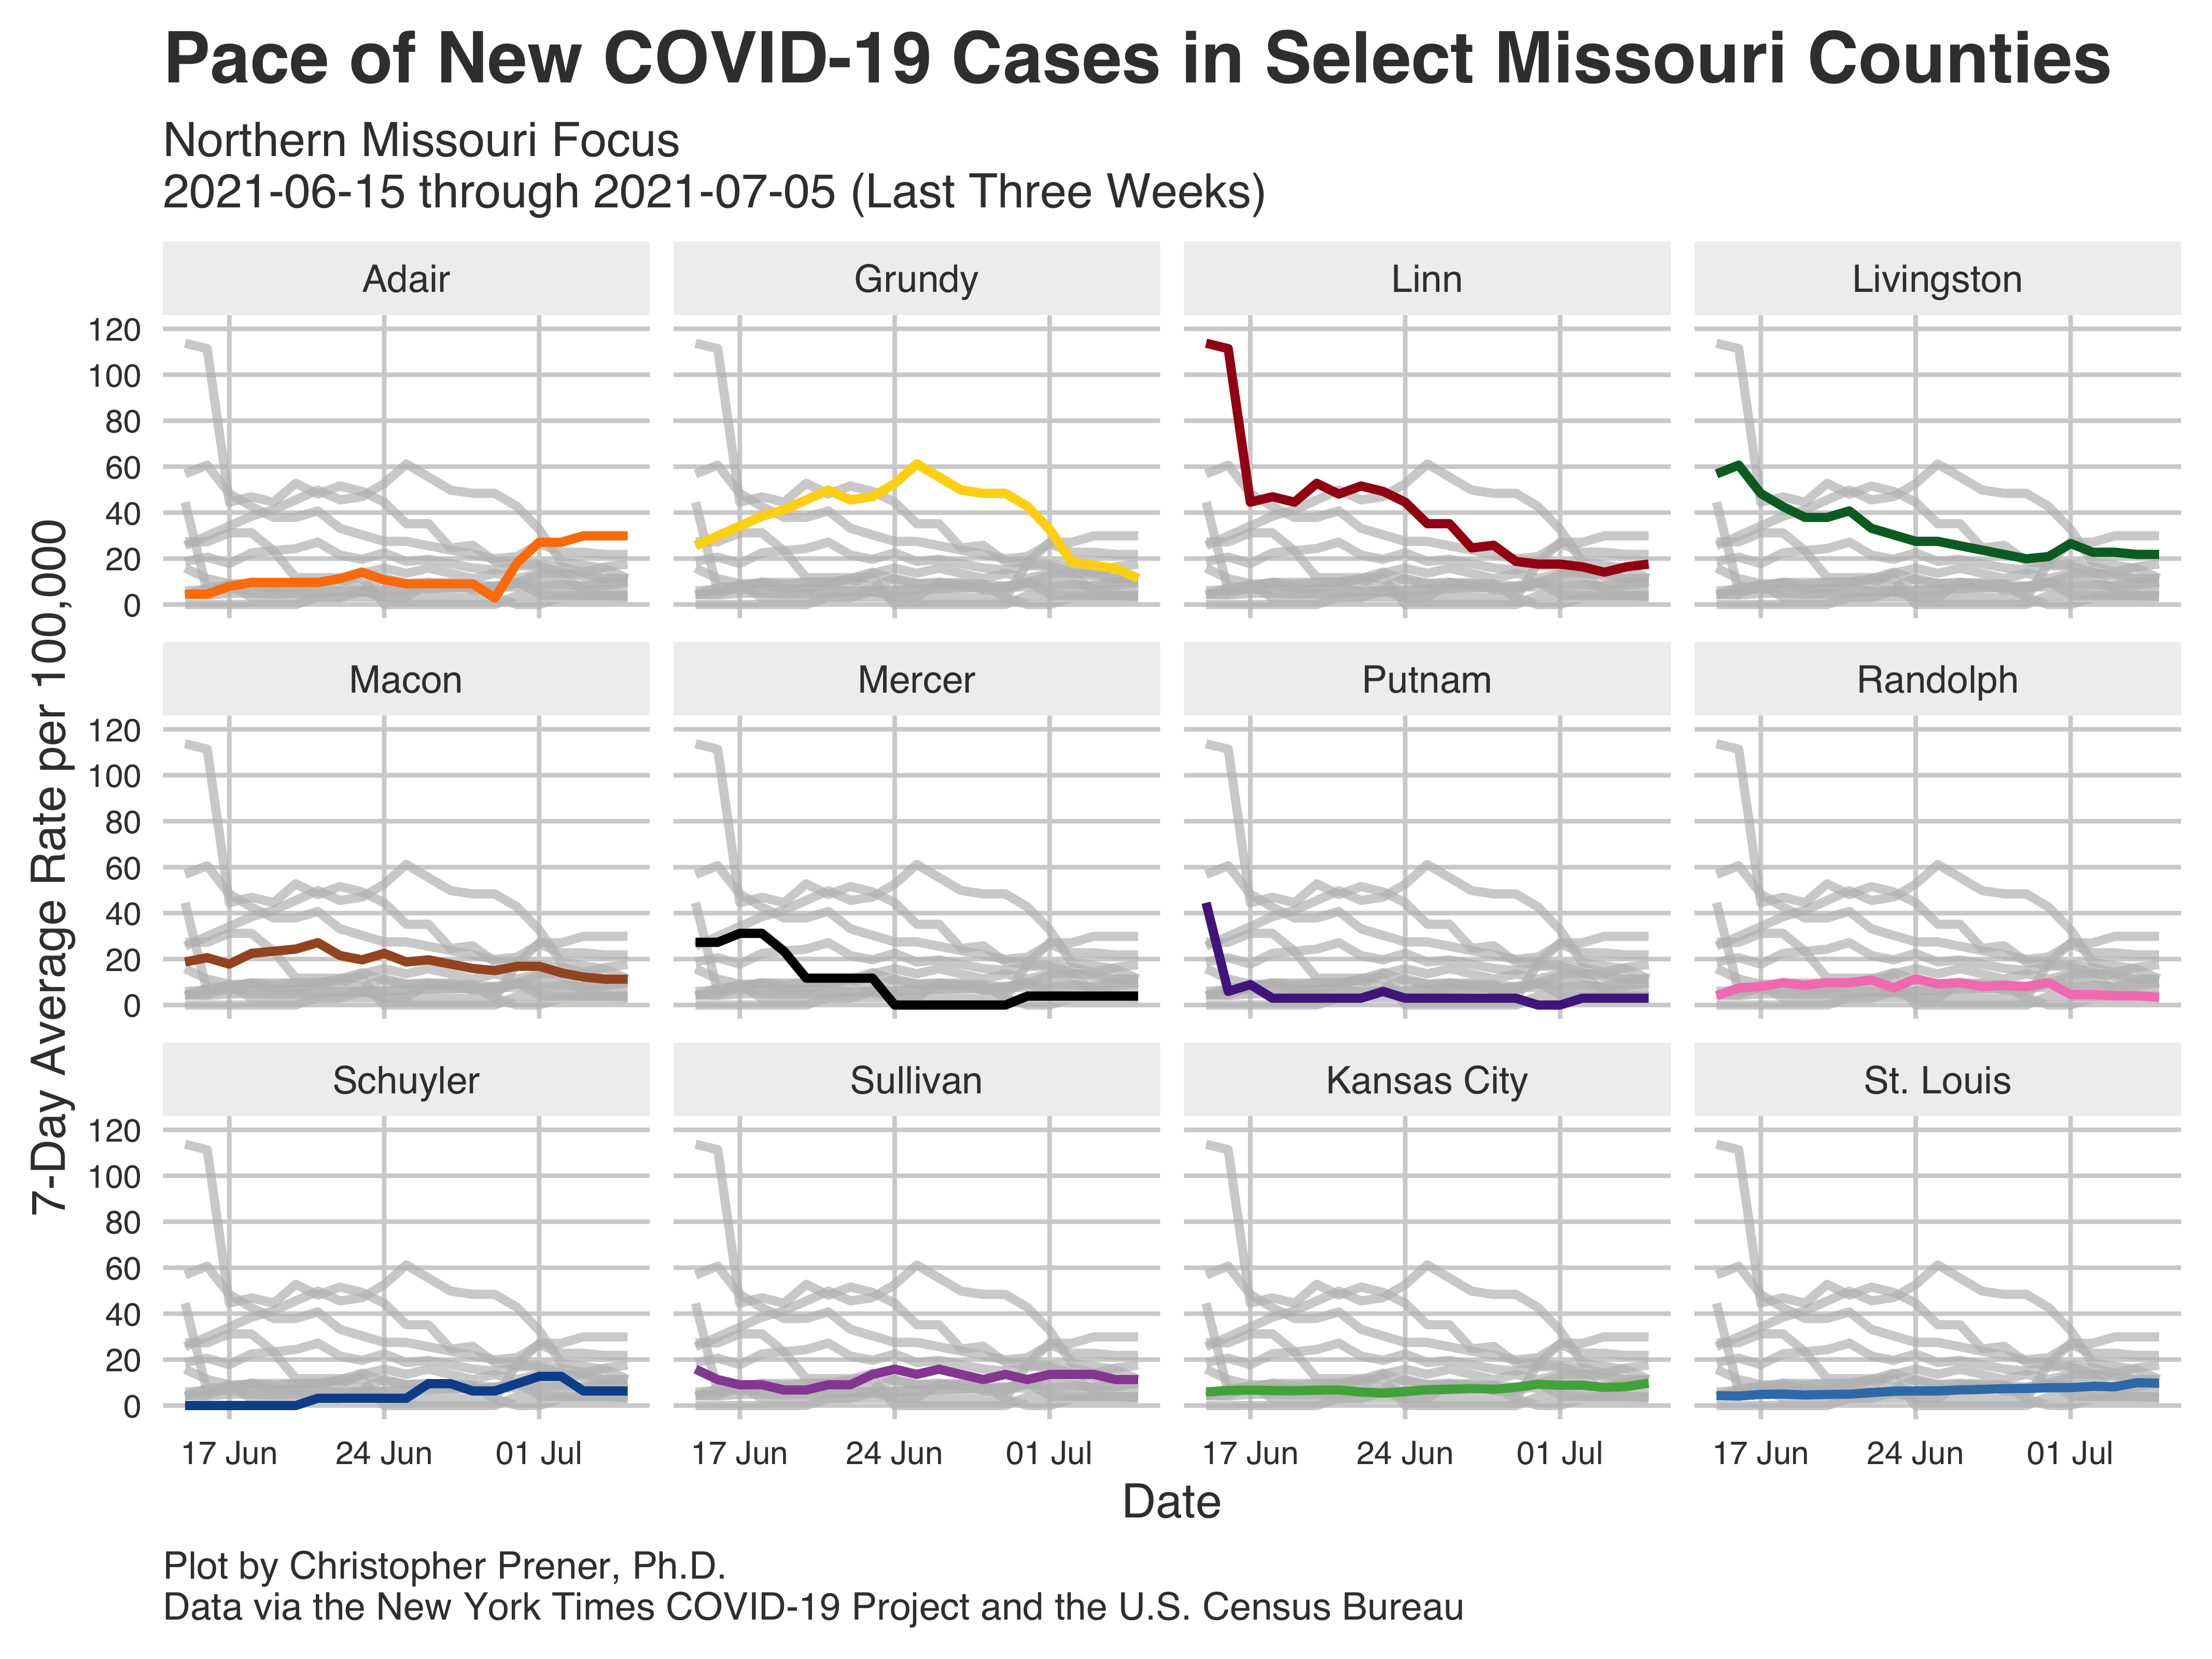 Pace of New COVID-19 Cases in Select Missouri Counties
Northern Missouri Focus
2021-06-15 through 2021-07-05 (Last Three Weeks)
7-Day Average Rate per 100,000
Adair
Grundy
Linn
Livingston
120
100
80
60
40
20
0
Macon
Mercer
Putnam
Randolph
120
100
80
60
40
20
0
Schuyler
Sullivan
Kansas City
St. Louis
120
100
80
60
40
20
0
17 Jun 24 Jun 01 Jul
17 Jun 24 Jun 01 Jul
17 Jun 24 Jun 01 Jul
17 Jun 24 Jun 01 Jul
Date
Plot by Christopher Prener, Ph.D.
Data via the New York Times COVID-19 Project and the U.S. Census Bureau